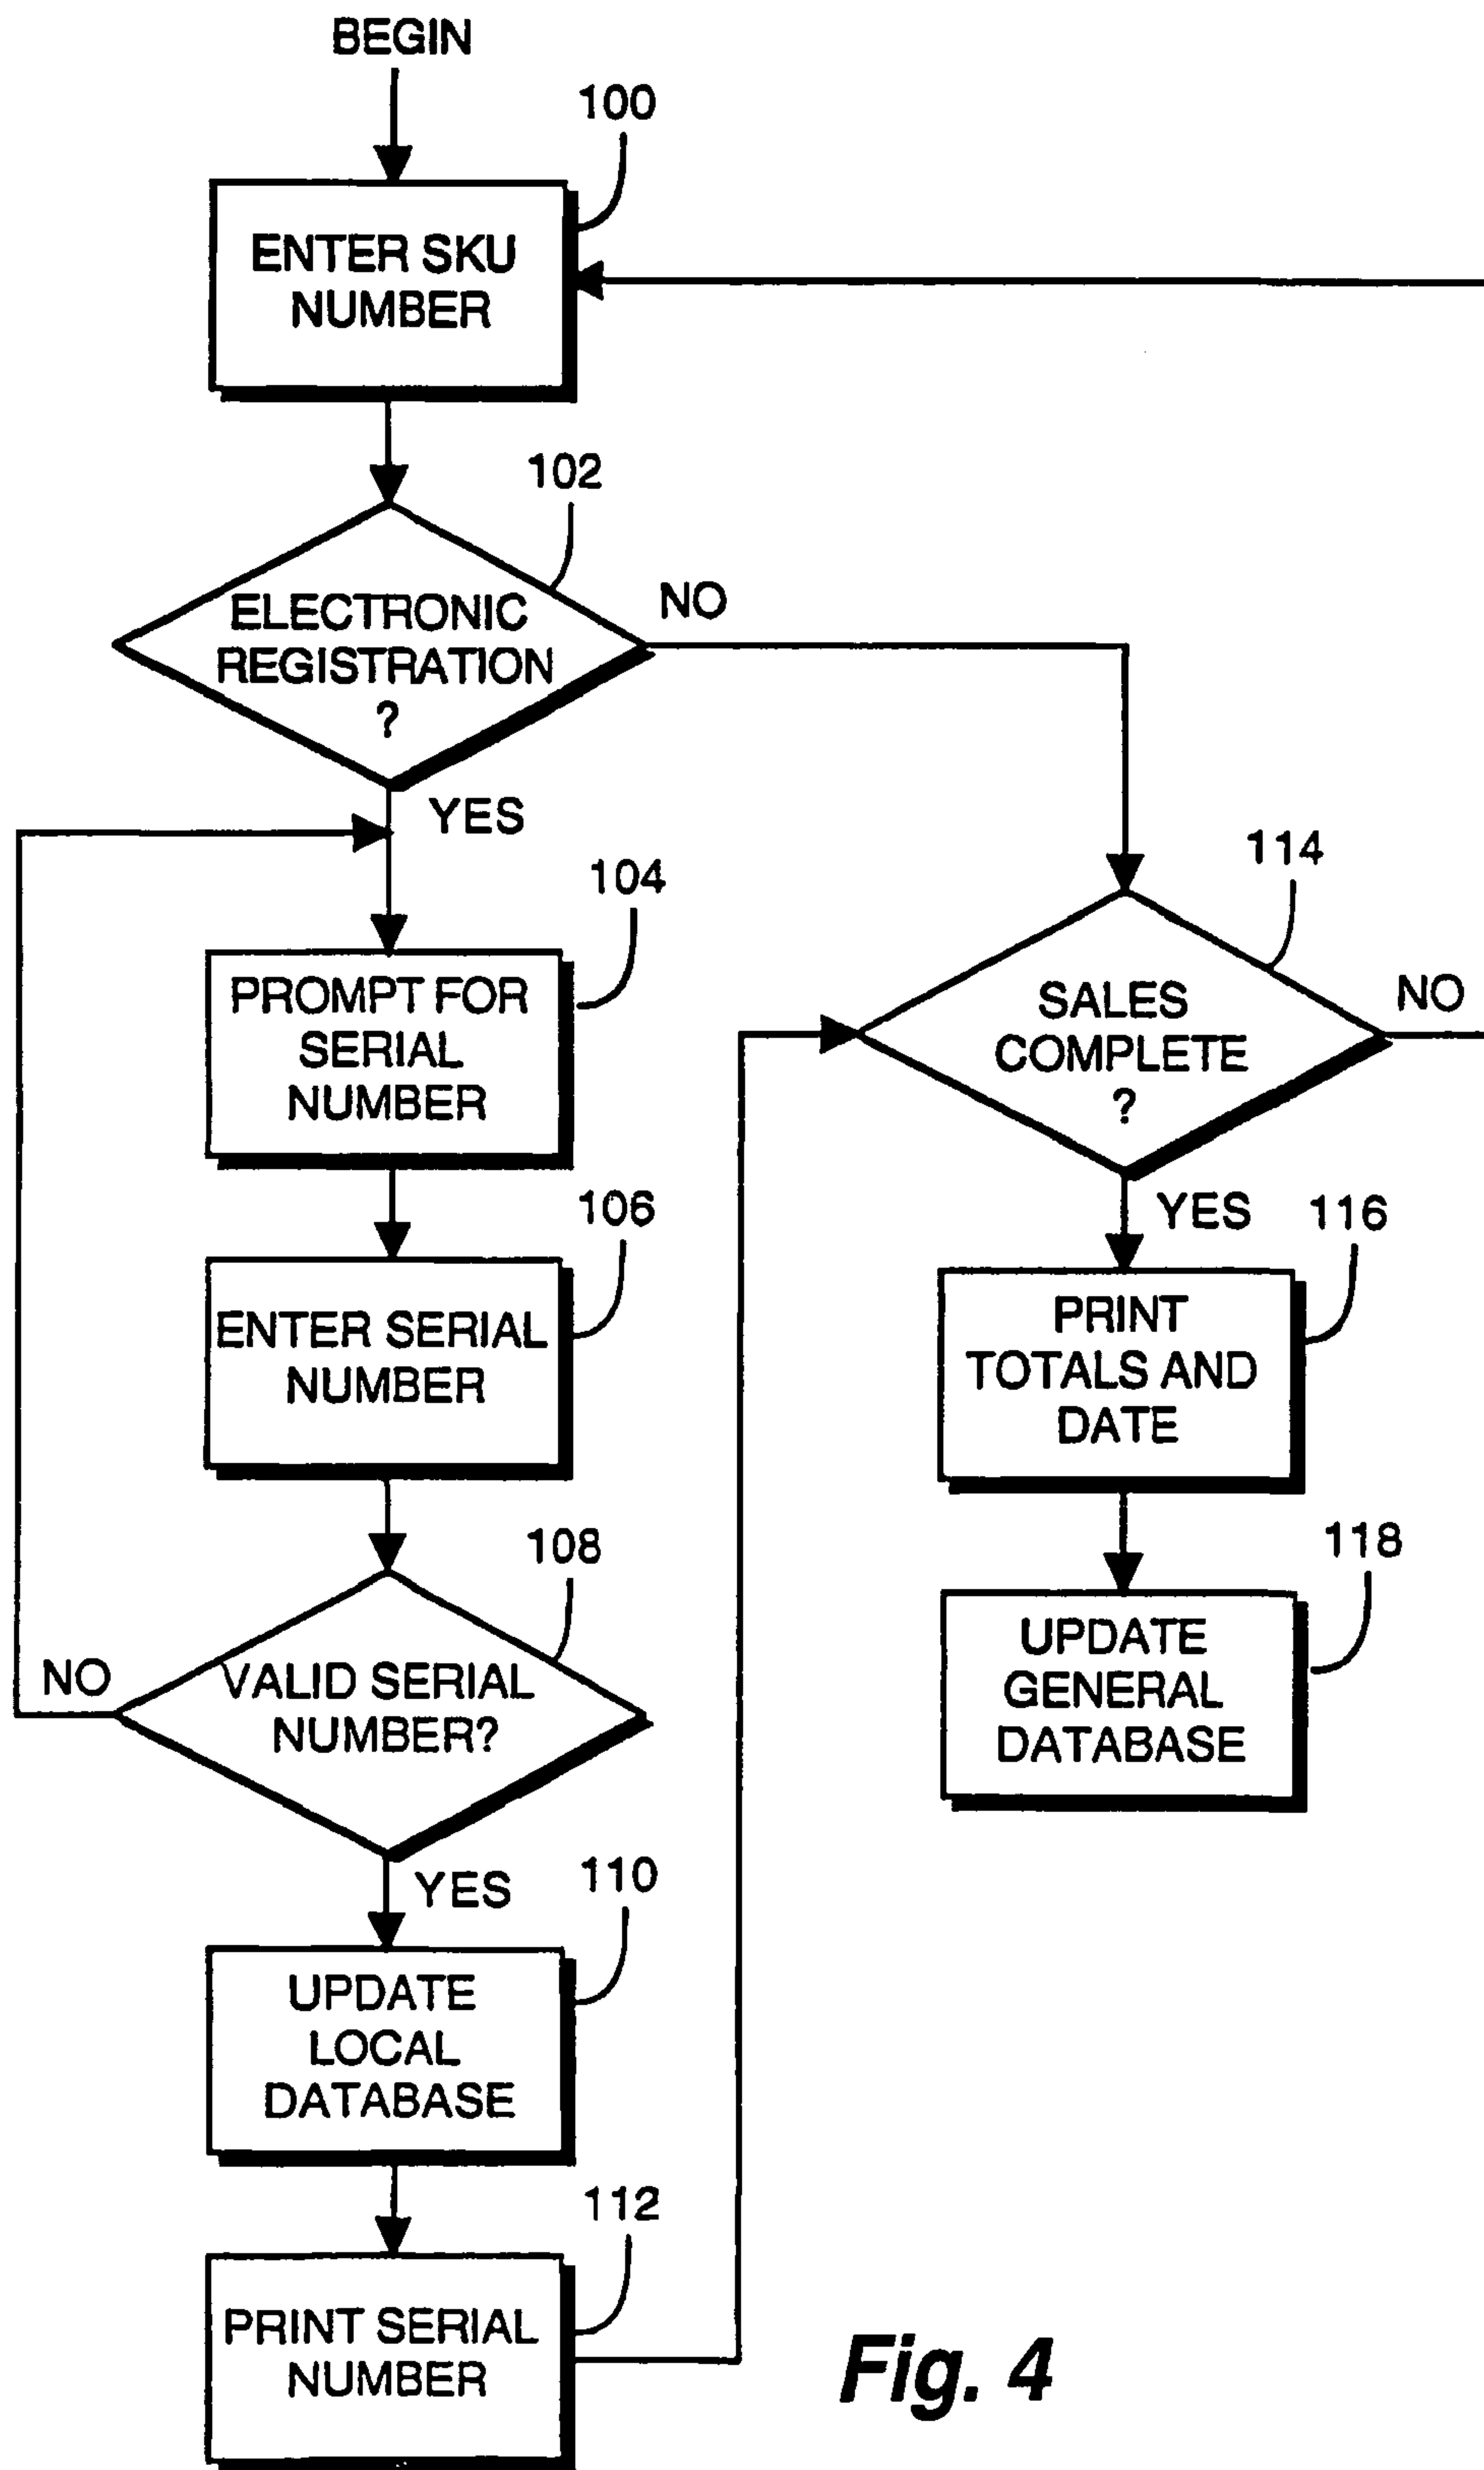 BEGIN
100
ENTER SKU
NUMBER
102
ELECTRONIC
REGISTRATION
?
NO
YES
104
PROMPT FOR
SERIAL
NUMBER
106
ENTER SERIAL
NUMBER
108
VALID SERIAL
NUMBER?
NO
YES
110
UPDATE
LOCAL
DATABASE
112
PRINT SERIAL
NUMBER
114
SALES
COMPLETE
?
NO
YES
116
PRINT
TOTALS AND
DATE
118
UPDATE
GENERAL
DATABASE
Fig. 4